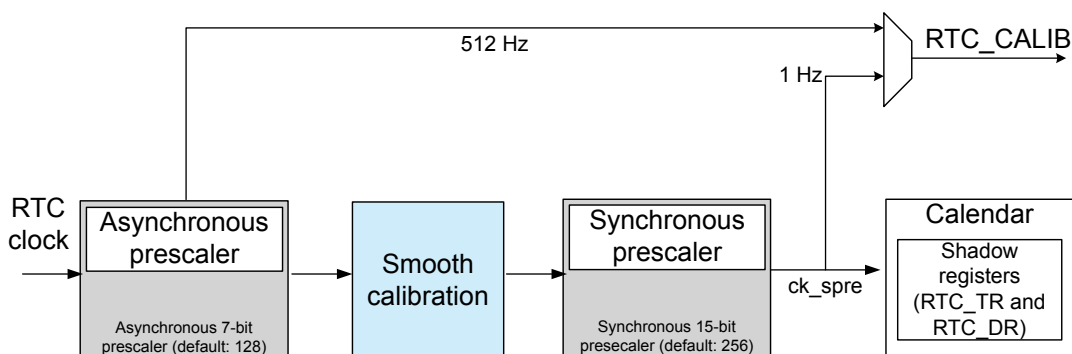 512 Hz
RTC_CALIB
1 Hz
RTC
clock
Asynchronous
prescaler
Asynchronous 7-bit
prescaler (default: 128)
Smooth
calibration
Synchronous
prescaler
Synchronous 15-bit
presecaler (default: 256)
ck_spre
Calendar
Shadow
registers
(RTC_TR and
RTC_DR)